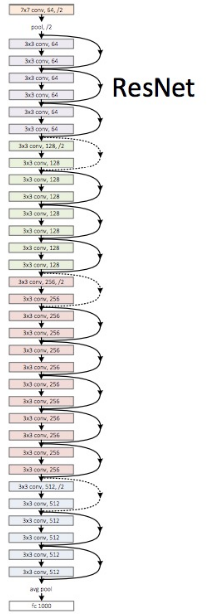 ResNet
7x7 conv, 64, /2
pool, /2
3x3 conv, 64
3x3 conv, 64
3x3 conv, 64
3x3 conv, 64
3x3 conv, 64
3x3 conv, 64
3x3 conv, 128, /2
3x3 conv, 128
3x3 conv, 128
3x3 conv, 128
3x3 conv, 128
3x3 conv, 128
3x3 conv, 128
3x3 conv, 128
3x3 conv, 256, /2
3x3 conv, 256
3x3 conv, 256
3x3 conv, 256
3x3 conv, 256
3x3 conv, 256
3x3 conv, 256
3x3 conv, 256
3x3 conv, 256
3x3 conv, 256
3x3 conv, 256
3x3 conv, 256
3x3 conv, 512, /2
3x3 conv, 512
3x3 conv, 512
3x3 conv, 512
3x3 conv, 512
3x3 conv, 512
avg pool
fc 1000